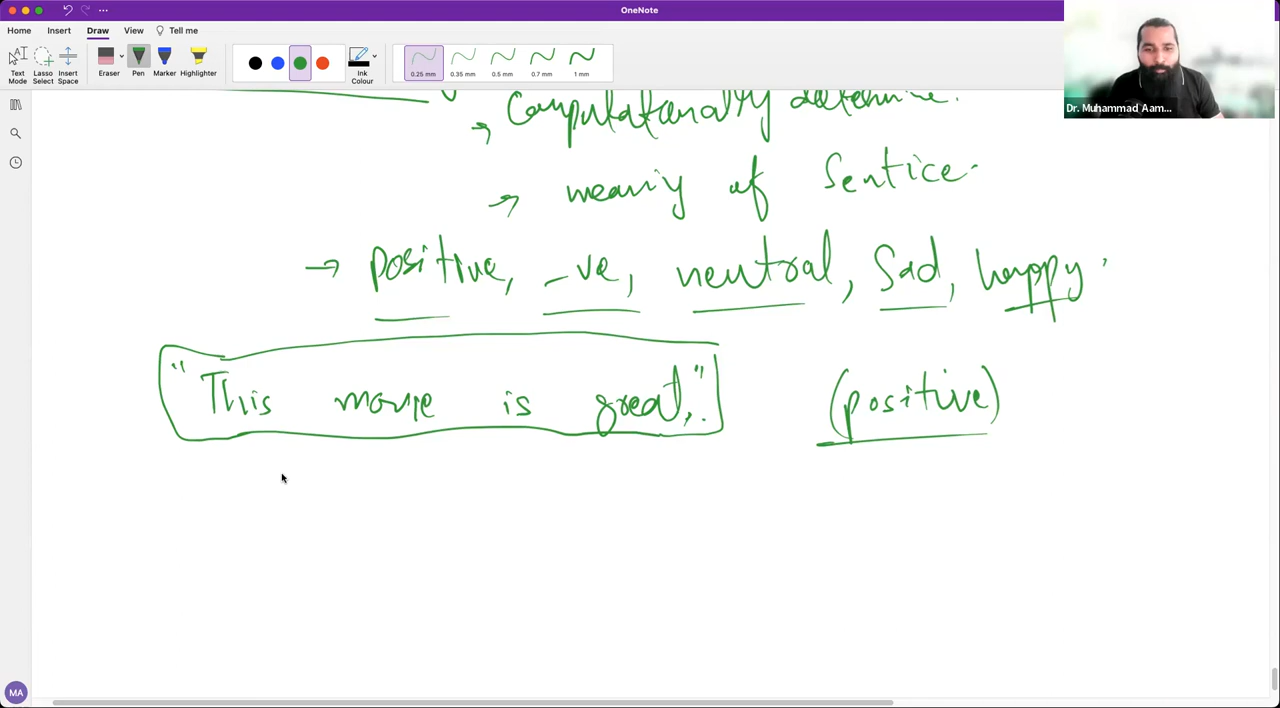 OneNote
Home Insert Draw View Tell me
Text Mode Lasso Select Insert Space Eraser Pen Marker Highlighter 0.25 mm 0.35 mm 0.5 mm 0.7 mm 1 mm Ink Colour
Dr. Muhammad Aam...
→ Computationally determine.
→ meaning of Sentice.
→ positive, -ve, neutral, Sad, happy.
"This movie is great." (positive)
MA